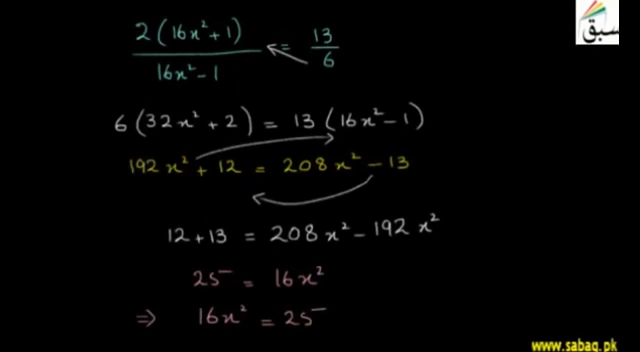 سبق
2(16x²+1) / 16x²-1 = 13/6
6(32x²+2) = 13(16x²-1)
192x²+12 = 208x²-13
12+13 = 208x²-192x²
25 = 16x²
⇒ 16x² = 25
www.sabaq.pk